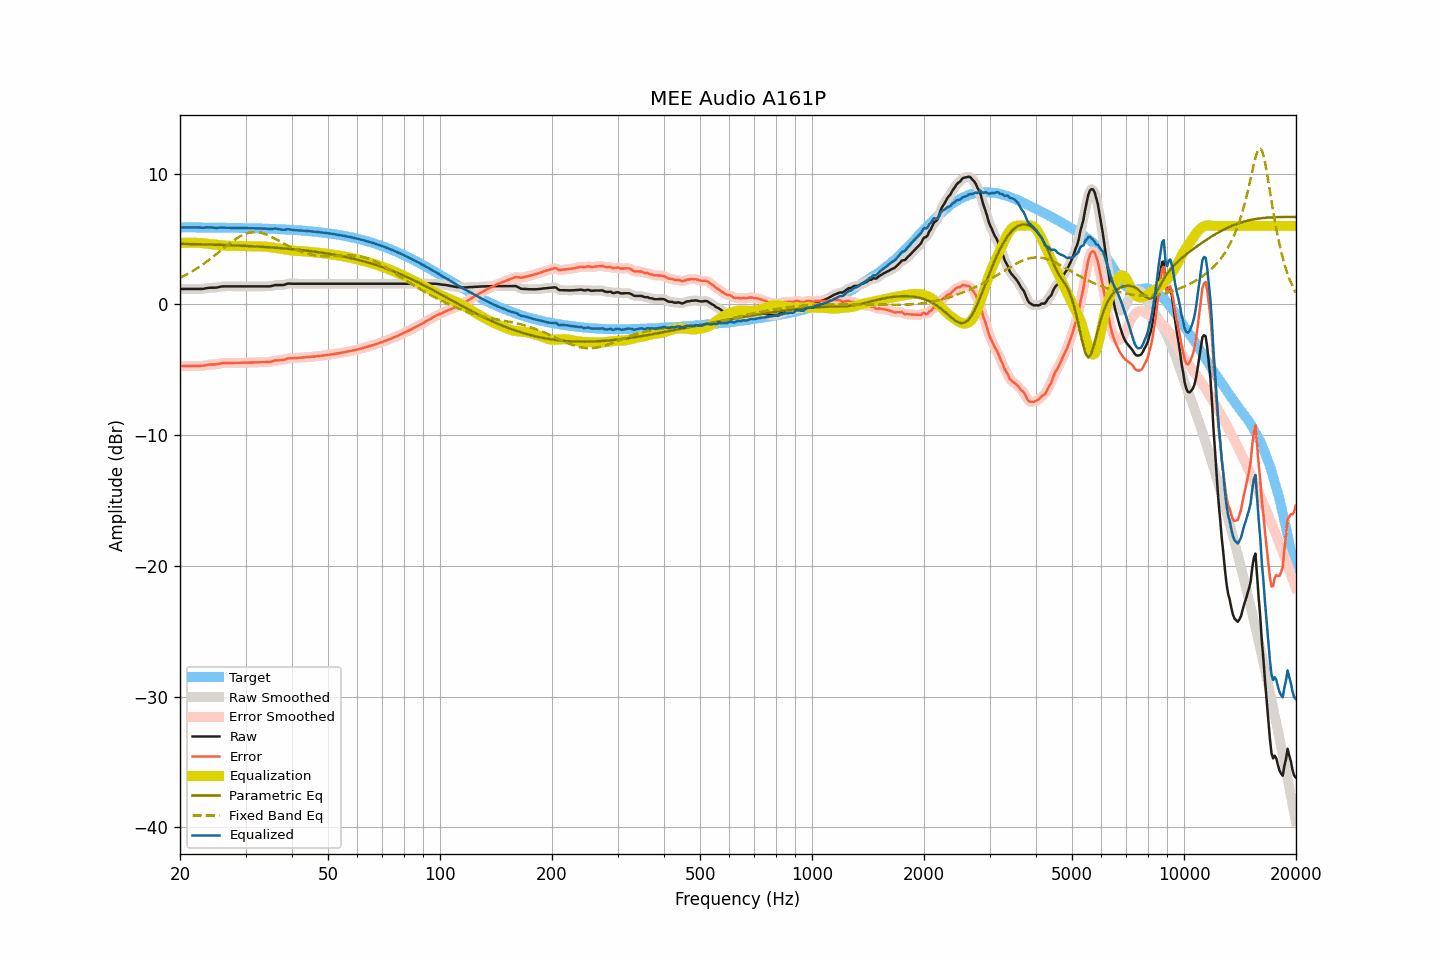 MEE Audio A161P
Amplitude (dBr)
10
0
−10
−20
−30
−40
Target
Raw Smoothed
Error Smoothed
Raw
Error
Equalization
Parametric Eq
Fixed Band Eq
Equalized
20 50 100 200 500 1000 2000 5000 10000 20000
Frequency (Hz)